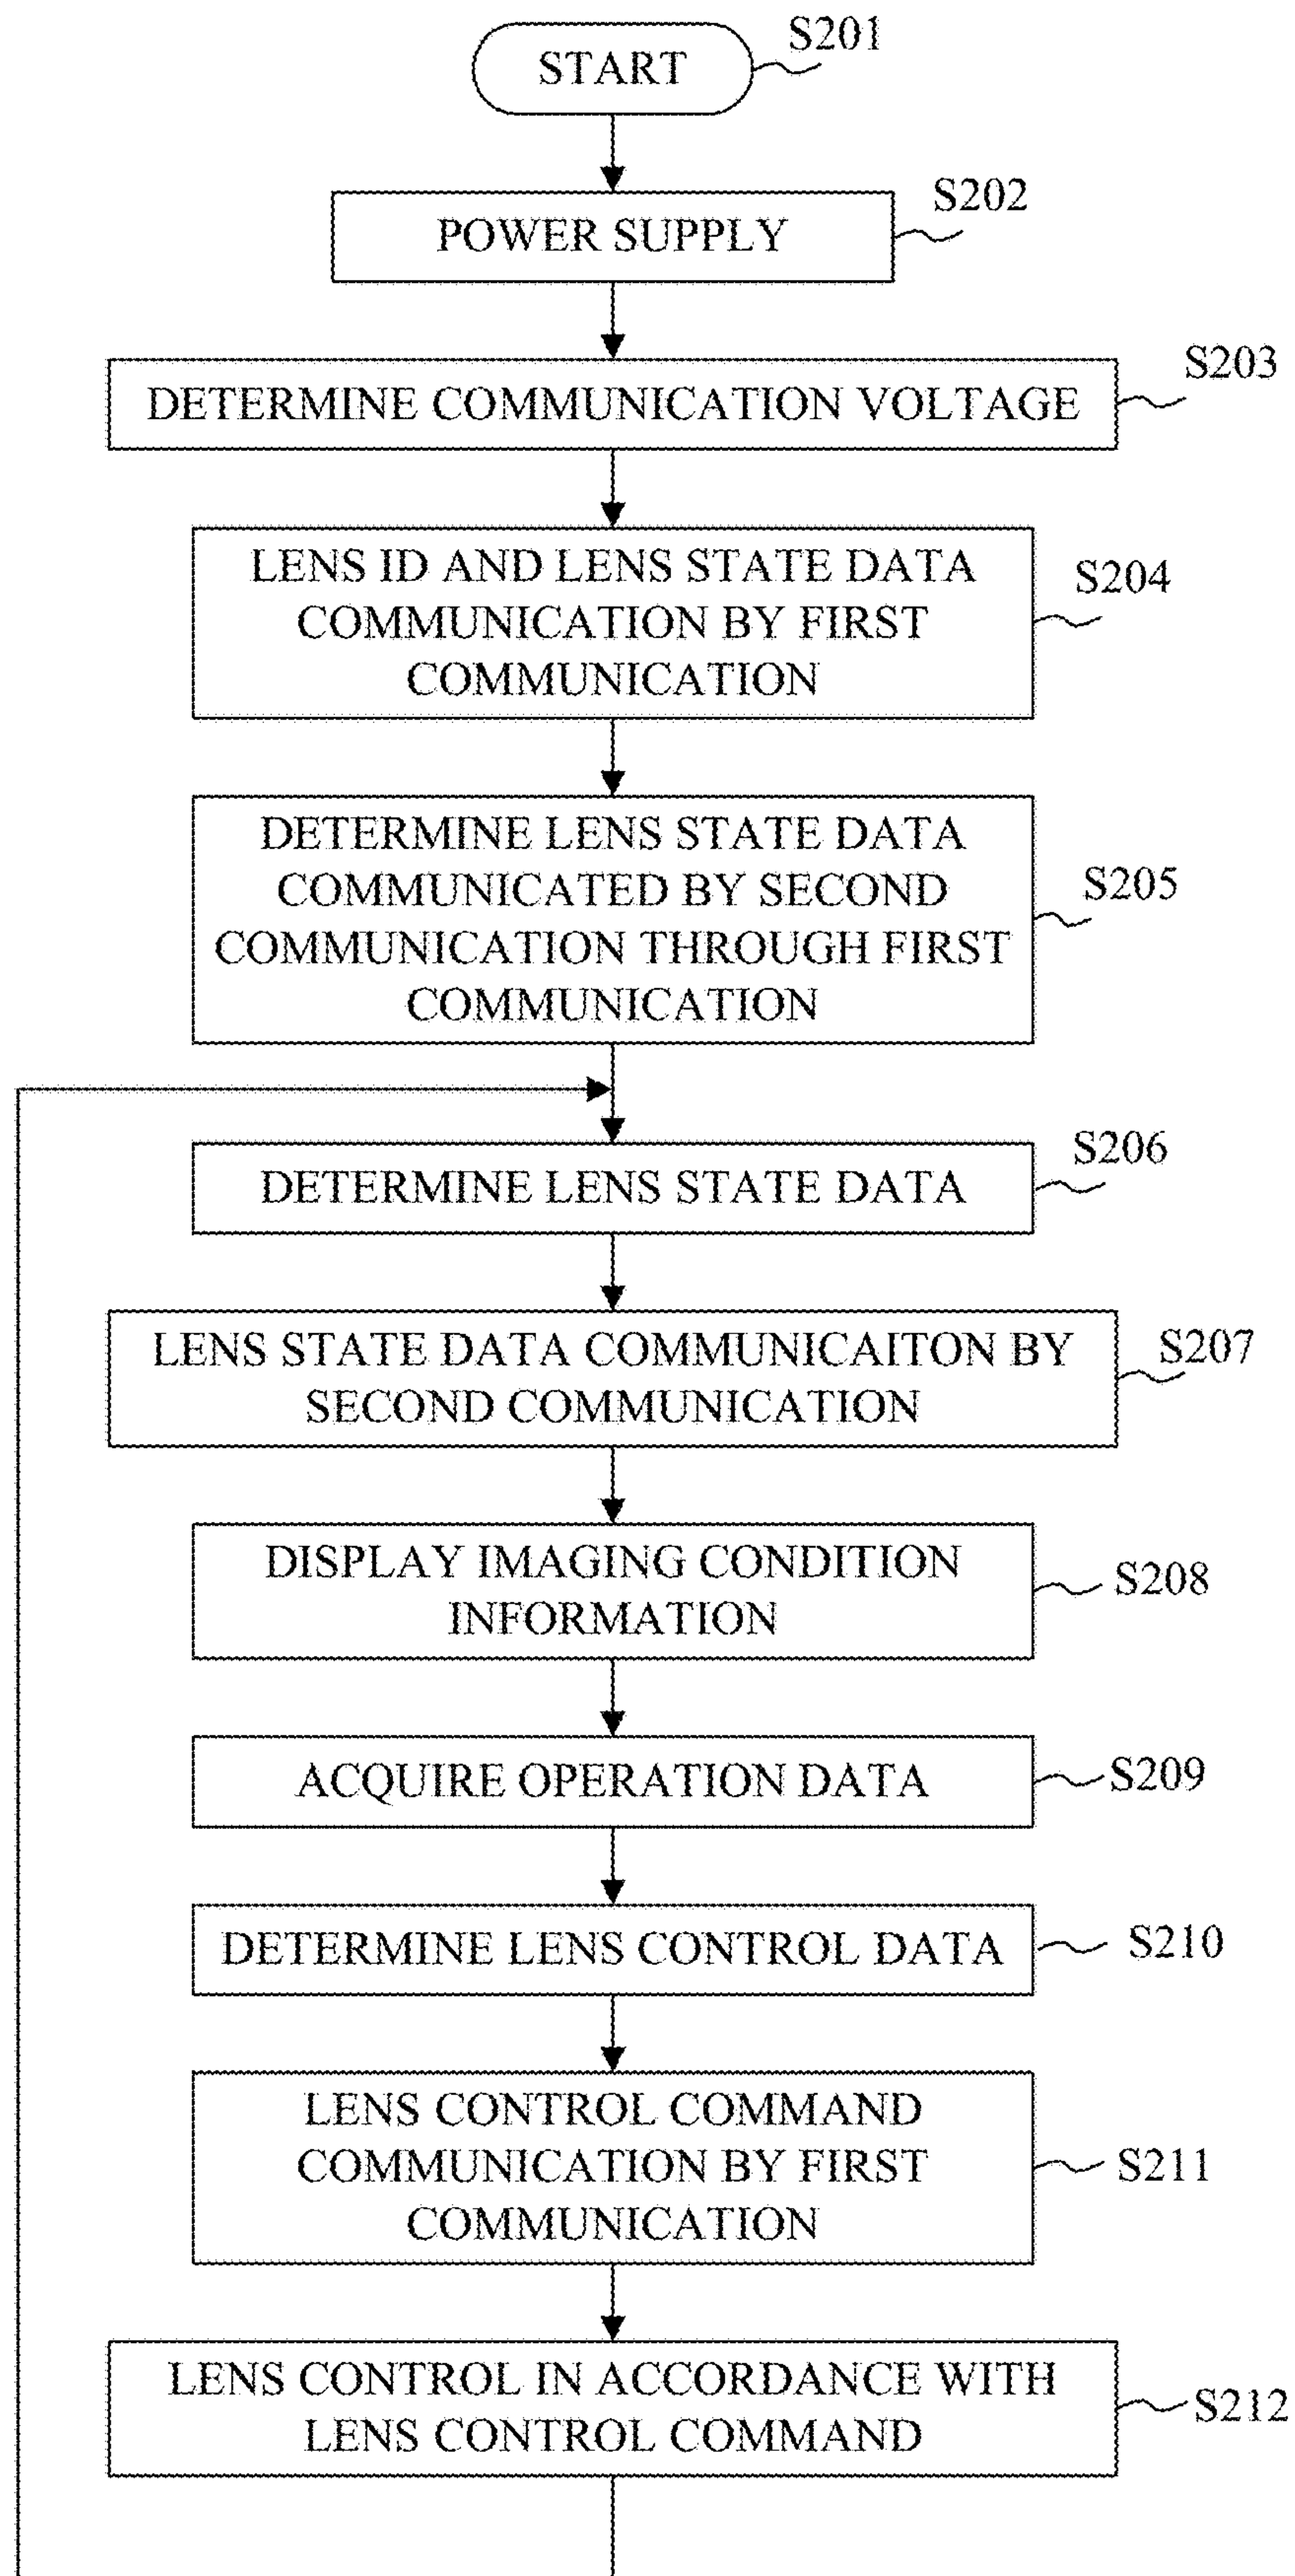 START
S201
POWER SUPPLY
S202
DETERMINE COMMUNICATION VOLTAGE
S203
LENS ID AND LENS STATE DATA
COMMUNICATION BY FIRST
COMMUNICATION
S204
DETERMINE LENS STATE DATA
COMMUNICATED BY SECOND
COMMUNICATION THROUGH FIRST
COMMUNICATION
S205
DETERMINE LENS STATE DATA
S206
LENS STATE DATA COMMUNICAITON BY
SECOND COMMUNICATION
S207
DISPLAY IMAGING CONDITION
INFORMATION
S208
ACQUIRE OPERATION DATA
S209
DETERMINE LENS CONTROL DATA
S210
LENS CONTROL COMMAND
COMMUNICATION BY FIRST
COMMUNICATION
S211
LENS CONTROL IN ACCORDANCE WITH
LENS CONTROL COMMAND
S212